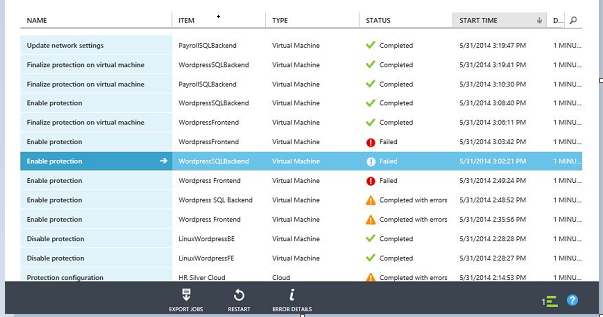 NAME ITEM TYPE STATUS START TIME D...
Update network settings PayrollSQLBackend Virtual Machine Completed 5/31/2014 3:19:47 PM 1 MINU...
Finalize protection on virtual machine WordpressSQLBackend Virtual Machine Completed 5/31/2014 3:19:41 PM 1 MINU...
Finalize protection on virtual machine PayrollSQLBackend Virtual Machine Completed 5/31/2014 3:10:30 PM 1 MINU...
Enable protection WordpressSQLBackend Virtual Machine Completed 5/31/2014 3:08:40 PM 1 MINU...
Finalize protection on virtual machine WordpressFrontend Virtual Machine Completed 5/31/2014 3:06:11 PM 1 MINU...
Enable protection WordpressFrontend Virtual Machine Failed 5/31/2014 3:03:42 PM 1 MINU...
Enable protection WordpressSQLBackend Virtual Machine Failed 5/31/2014 3:02:21 PM 1 MINU...
Enable protection Wordpress Frontend Virtual Machine Failed 5/31/2014 2:49:24 PM 1 MINU...
Enable protection Wordpress SQL Backend Virtual Machine Completed with errors 5/31/2014 2:48:52 PM 1 MINU...
Enable protection Wordpress Frontend Virtual Machine Completed with errors 5/31/2014 2:35:56 PM 1 MINU...
Disable protection LinuxWordpressBE Virtual Machine Completed 5/31/2014 2:28:28 PM 1 MINU...
Disable protection LinuxWordpressFE Virtual Machine Completed 5/31/2014 2:28:27 PM 1 MINU...
Protection configuration HR Silver Cloud Cloud Completed with errors 5/31/2014 2:14:53 PM 1 MINU...
EXPORT JOBS RESTART ERROR DETAILS 1 ?